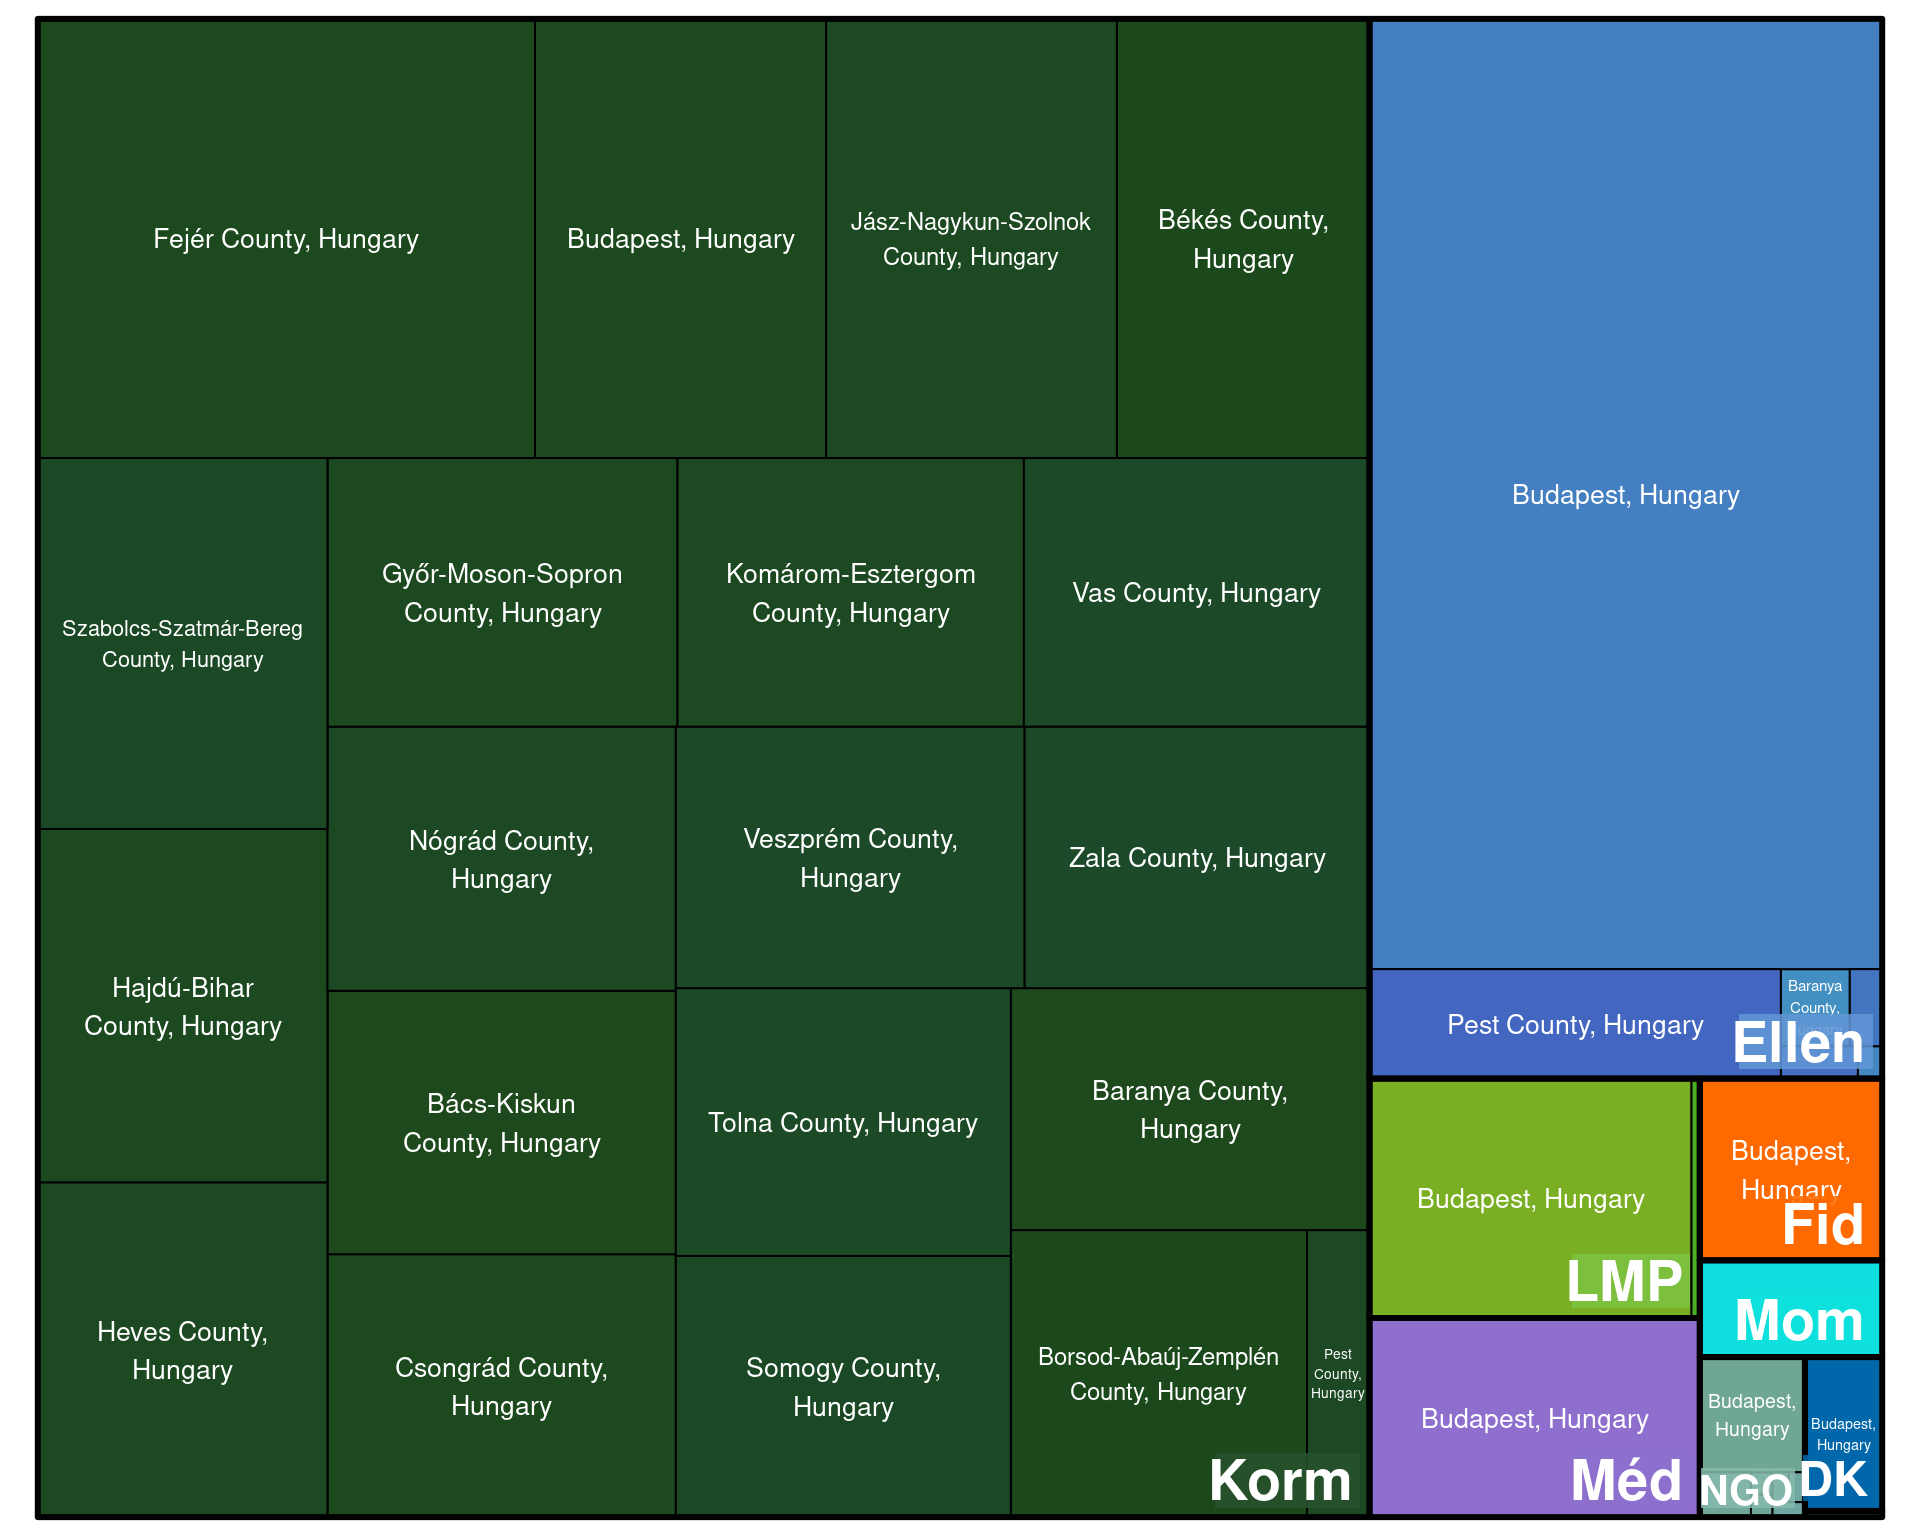 Fejér County, Hungary
Budapest, Hungary
Jász-Nagykun-Szolnok
County, Hungary
Békés County,
Hungary
Szabolcs-Szatmár-Bereg
County, Hungary
Győr-Moson-Sopron
County, Hungary
Komárom-Esztergom
County, Hungary
Vas County, Hungary
Nógrád County,
Hungary
Veszprém County,
Hungary
Zala County, Hungary
Hajdú-Bihar
County, Hungary
Bács-Kiskun
County, Hungary
Tolna County, Hungary
Baranya County,
Hungary
Heves County,
Hungary
Csongrád County,
Hungary
Somogy County,
Hungary
Borsod-Abaúj-Zemplén
County, Hungary
Pest
County,
Hungary
Korm
Budapest, Hungary
Pest County, Hungary
Baranya
County,
Ellen
Budapest, Hungary
LMP
Budapest,
Hungary
Fid
Mom
Budapest, Hungary
Méd
Budapest,
Hungary
NGO
Budapest,
Hungary
DK